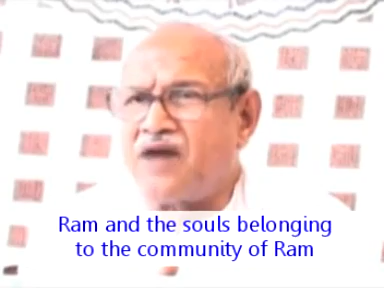 Ram and the souls belonging
to the community of Ram